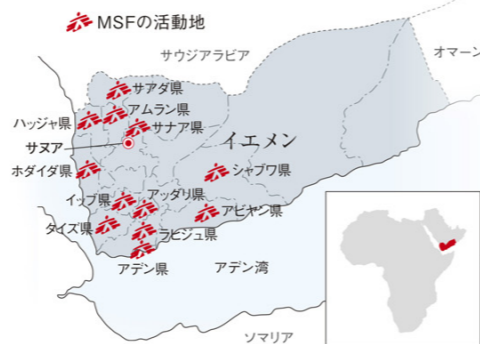 MSFの活動地
サウジアラビア
オマーン
サアダ県
アムラン県
ハッジャ県
サナア県
サヌア
イエメン
ホダイダ県
シャブワ県
イッブ県
アッダリ県
アビヤン県
タイズ県
ラヒジュ県
アデン県
アデン湾
ソマリア